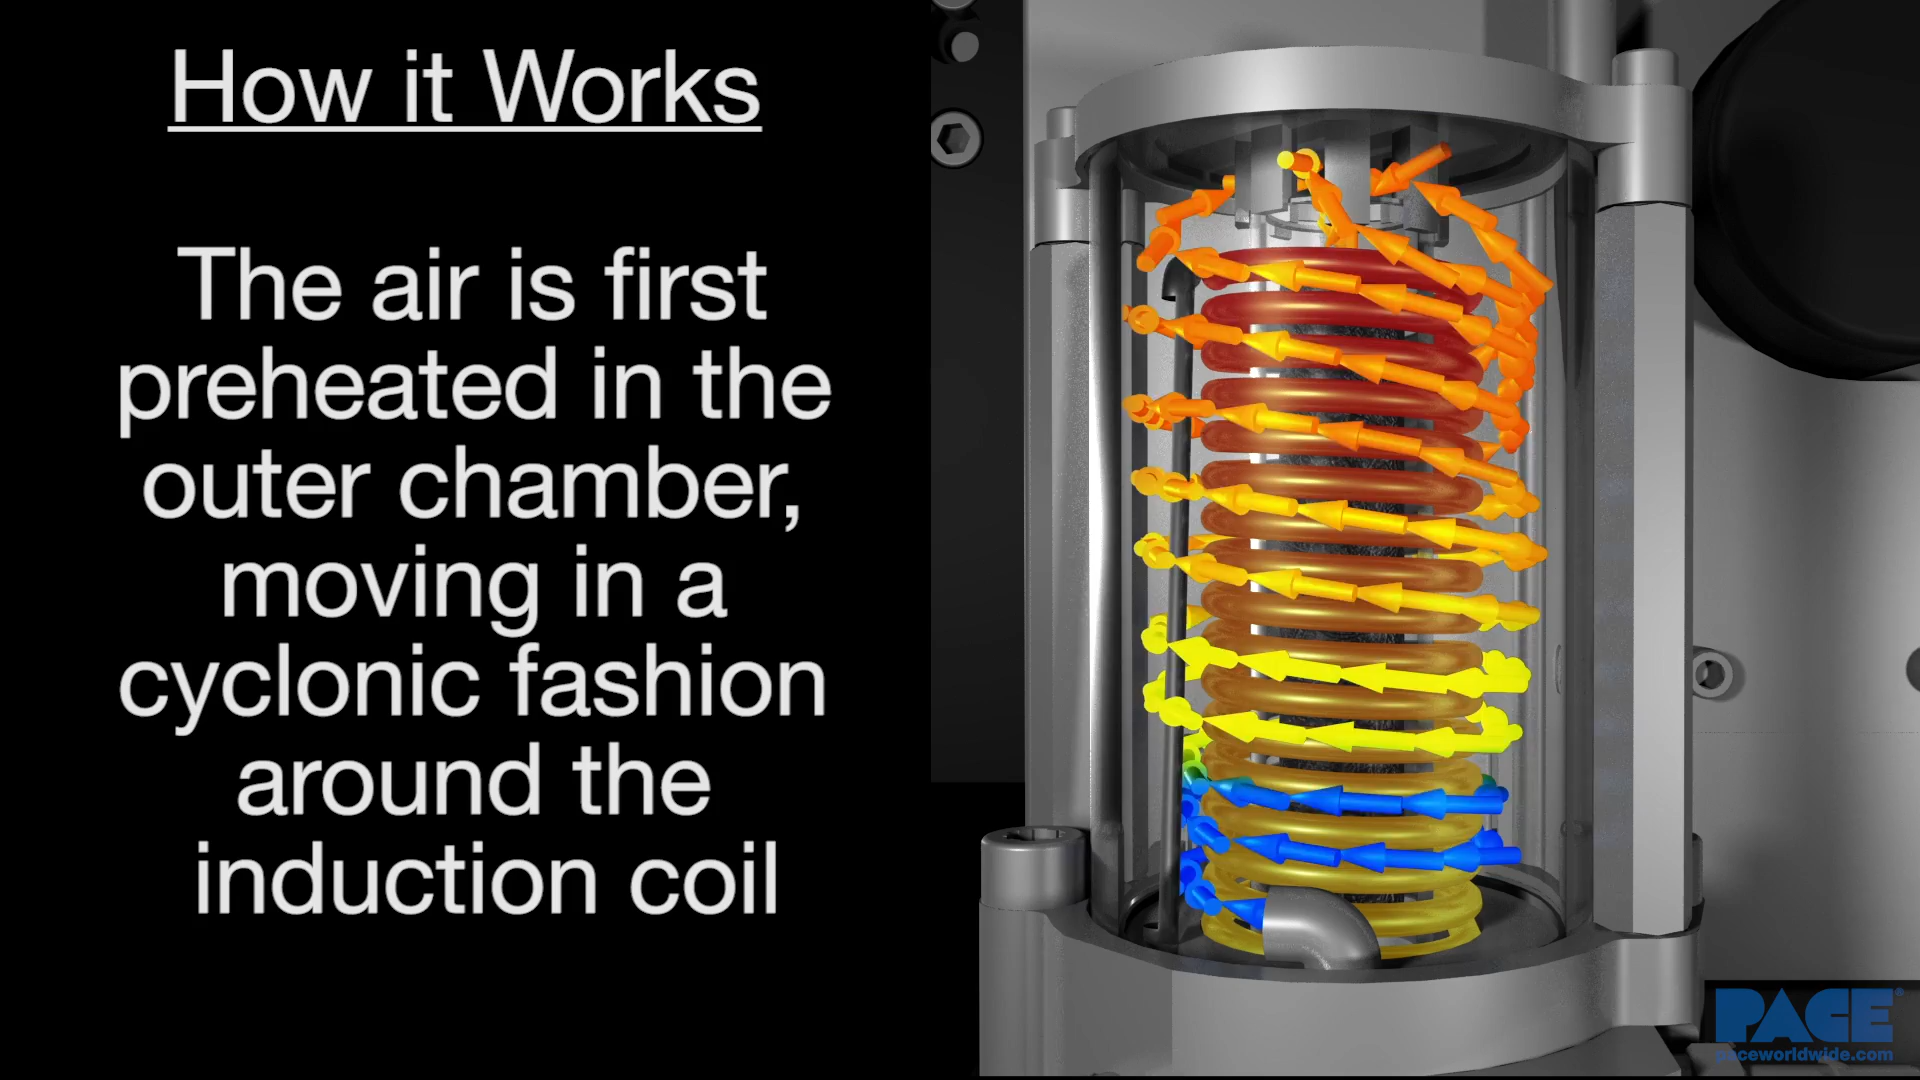 How it Works
The air is first
preheated in the
outer chamber,
moving in a
cyclonic fashion
around the
induction coil
PACE®
paceworldwide.com